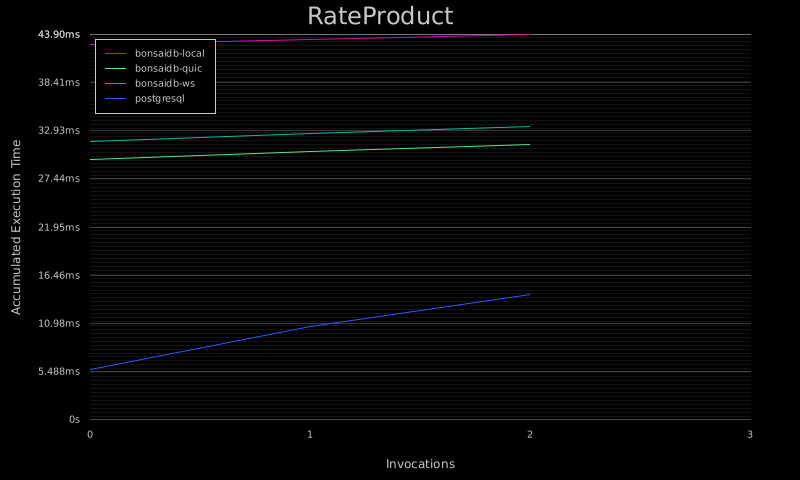 RateProduct
43.90ms
38.41ms
32.93ms
27.44ms
21.95ms
16.46ms
10.98ms
5.488ms
0s
bonsaidb-local
bonsaidb-quic
bonsaidb-ws
postgresql
Accumulated Execution Time
0 1 2 3
Invocations